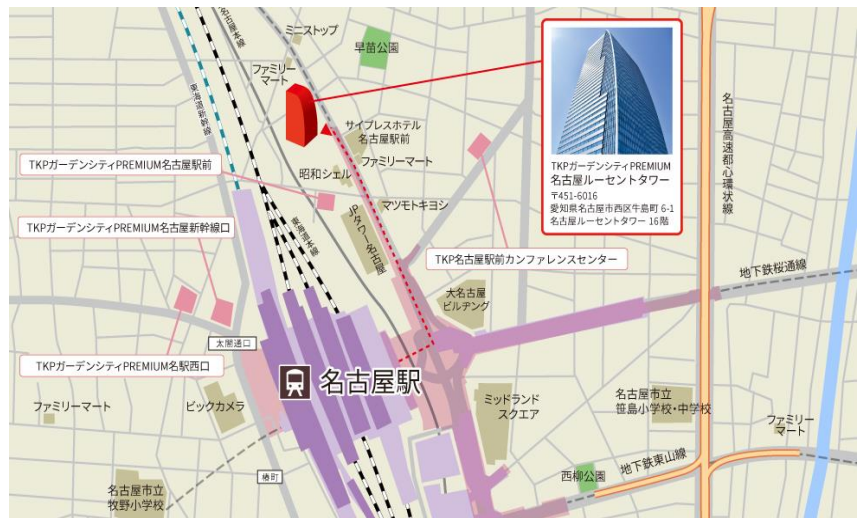 ミニストップ
名古屋本線
早苗公園
ファミリー
マート
東海道新幹線
サイプレスホテル
名古屋駅前
ファミリーマート
昭和シェル
マツモトキヨシ
TKPガーデンシティPREMIUM
名古屋ルーセントタワー
〒451-6016
愛知県名古屋市西区牛島町 6-1
名古屋ルーセントタワー 16階
名古屋高速都心環状線
TKPガーデンシティPREMIUM名古屋駅前
TKPガーデンシティPREMIUM名古屋新幹線口
東海道本線
JPタワー名古屋
TKP名古屋駅前カンファレンスセンター
地下鉄桜通線
大名古屋
ビルヂング
太閤通口
TKPガーデンシティPREMIUM名駅西口
名古屋駅
ファミリーマート
ビックカメラ
ミッドランド
スクエア
名古屋市立
笹島小学校・中学校
ファミリー
マート
西柳公園
地下鉄東山線
椿町
名古屋市立
牧野小学校